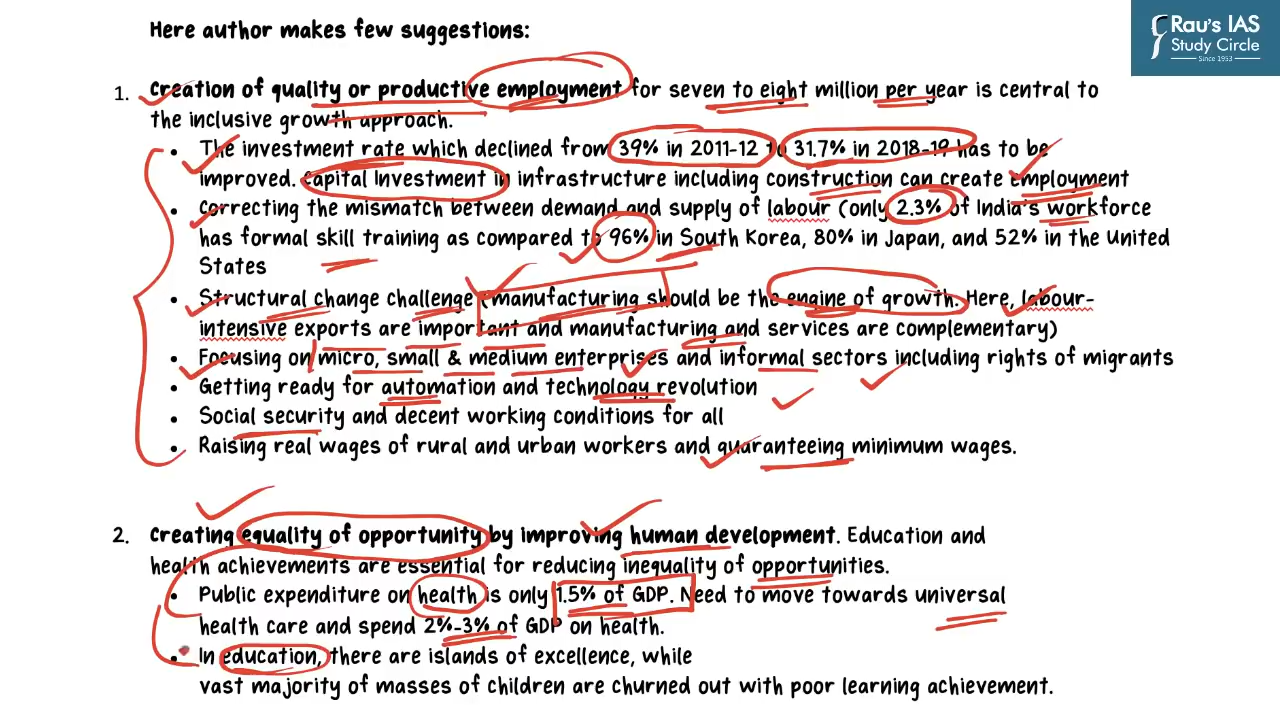 Here author makes few suggestions:
Rau's IAS
Study Circle
Since 1953
1. Creation of quality or productive employment for seven to eight million per year is central to
the inclusive growth approach.
• The investment rate which declined from 39% in 2011-12 to 31.7% in 2018-19 has to be
improved. Capital Investment in infrastructure including construction can create employment
• Correcting the mismatch between demand and supply of labour (only 2.3% of India's workforce
has formal skill training as compared to 96% in South Korea, 80% in Japan, and 52% in the United
States
• Structural change challenge (manufacturing should be the engine of growth. Here, labour-
intensive exports are important and manufacturing and services are complementary)
• Focusing on micro, small & medium enterprises and informal sectors including rights of migrants
• Getting ready for automation and technology revolution
• Social security and decent working conditions for all
• Raising real wages of rural and urban workers and guaranteeing minimum wages.
2. Creating equality of opportunity by improving human development. Education and
health achievements are essential for reducing inequality of opportunities.
• Public expenditure on health is only 1.5% of GDP. Need to move towards universal
health care and spend 2%-3% of GDP on health.
• In education, there are islands of excellence, while
vast majority of masses of children are churned out with poor learning achievement.